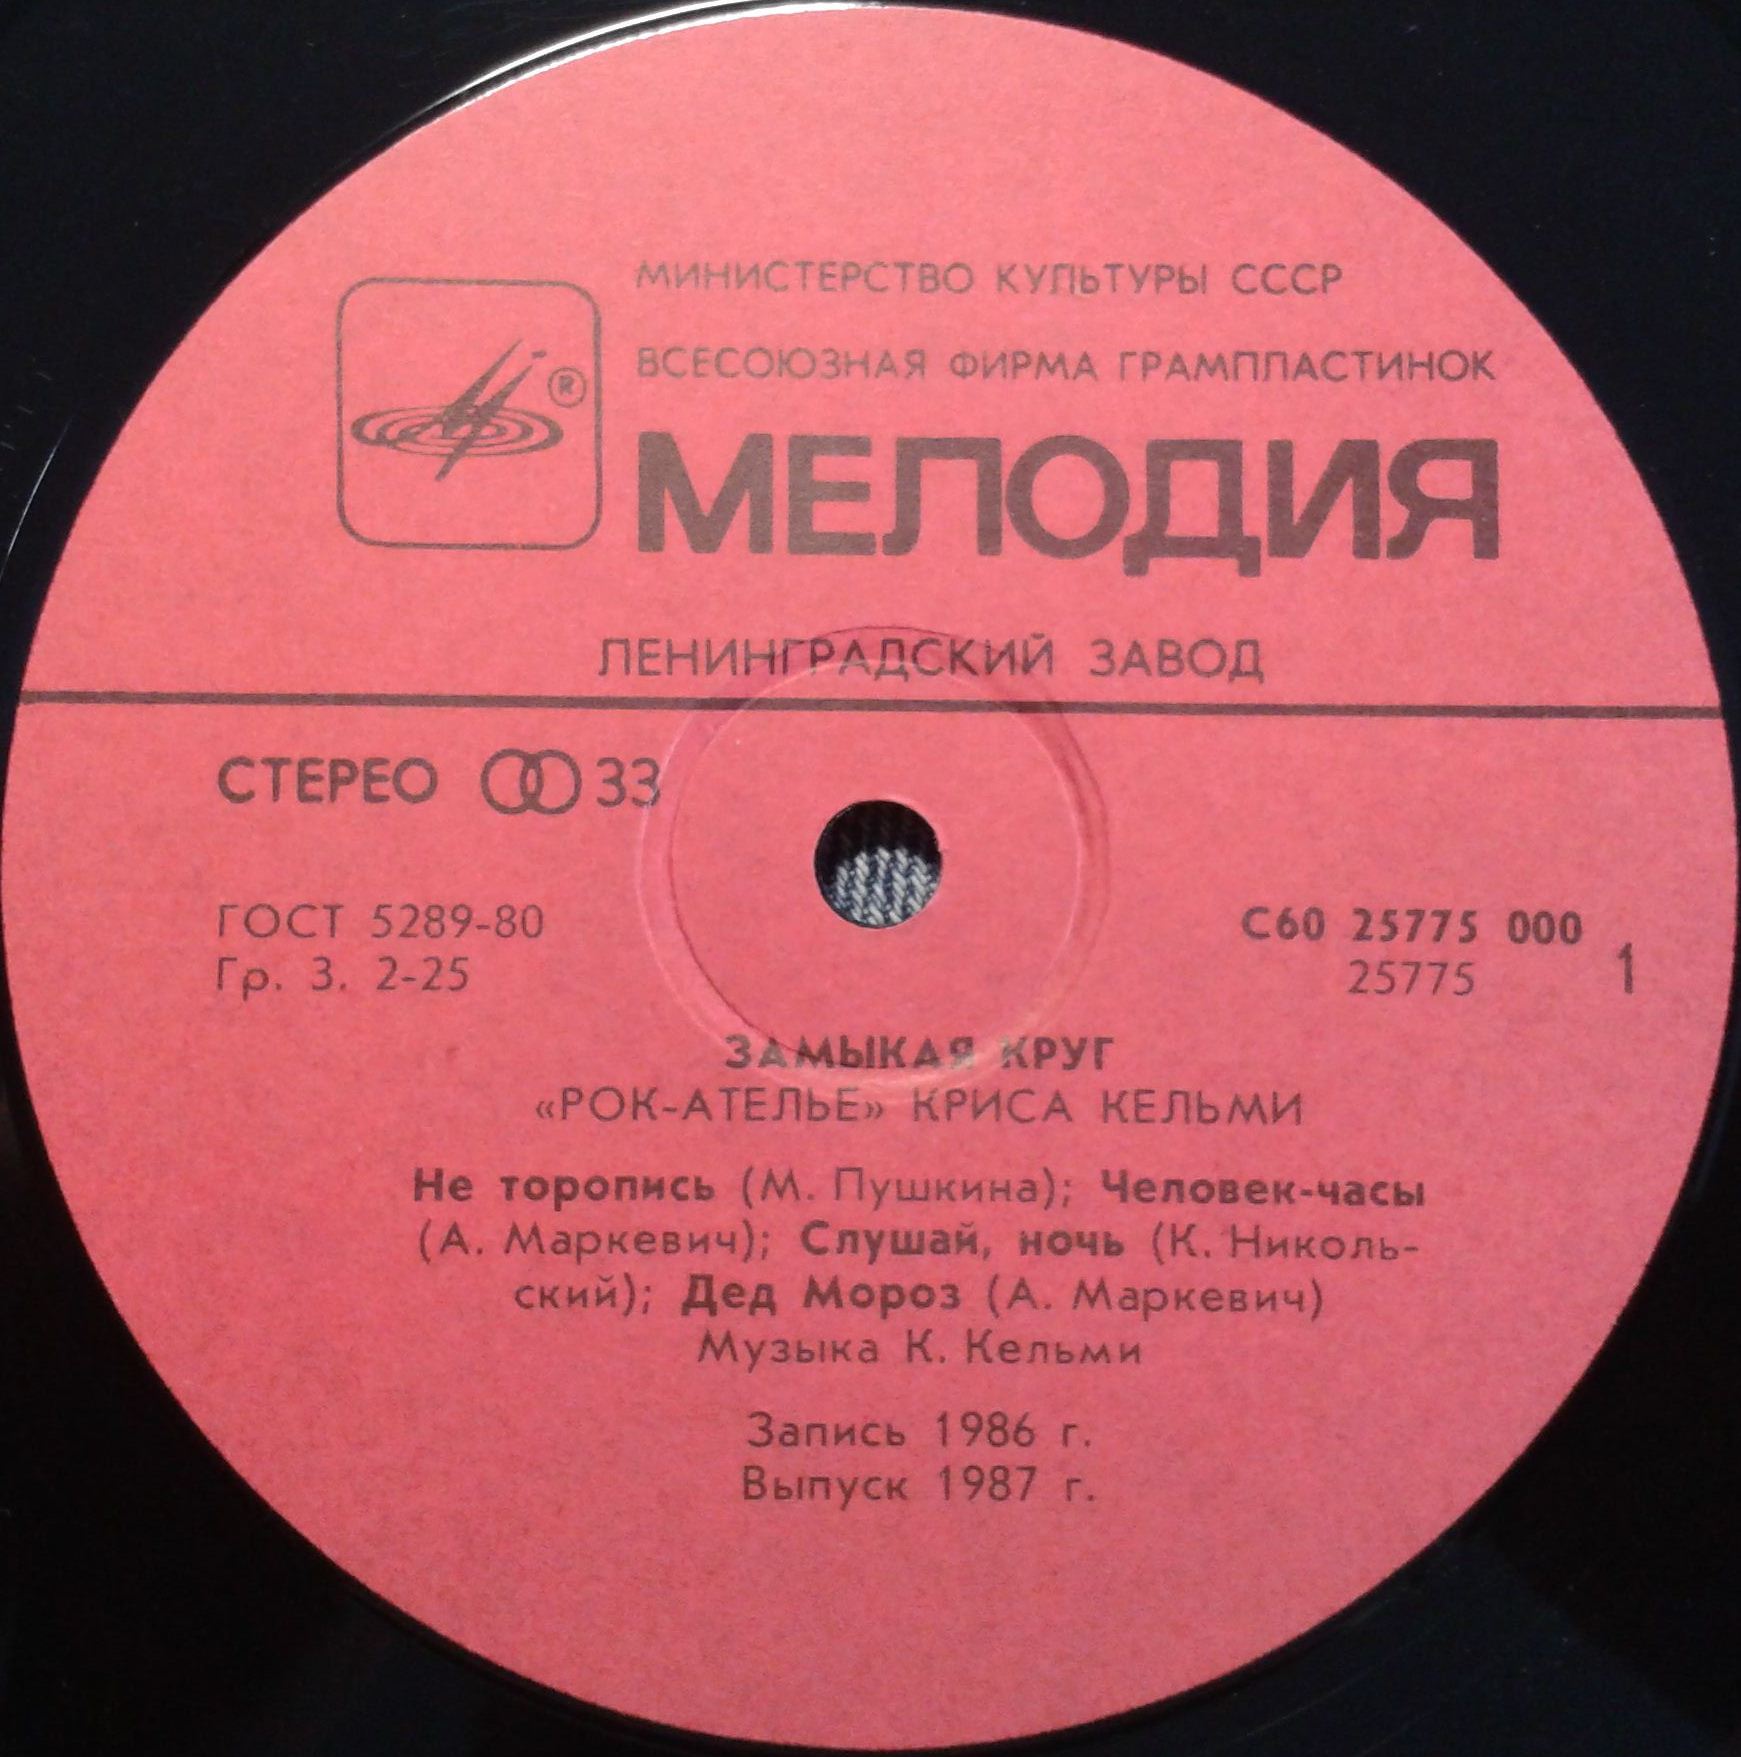 МИНИСТЕРСТВО КУЛЬТУРЫ СССР
ВСЕСОЮЗНАЯ ФИРМА ГРАМПЛАСТИНОК
®
МЕЛОДИЯ
ЛЕНИНГРАДСКИЙ ЗАВОД
СТЕРЕО 33
ГОСТ 5289-80
Гр. 3. 2-25
С60 25775 000
25775 1
ЗАМЫКАЯ КРУГ
«РОК-АТЕЛЬЕ» КРИСА КЕЛЬМИ
Не торопись (М. Пушкина); Человек-часы
(А. Маркевич); Слушай, ночь (К. Николь-
ский); Дед Мороз (А. Маркевич)
Музыка К. Кельми
Запись 1986 г.
Выпуск 1987 г.